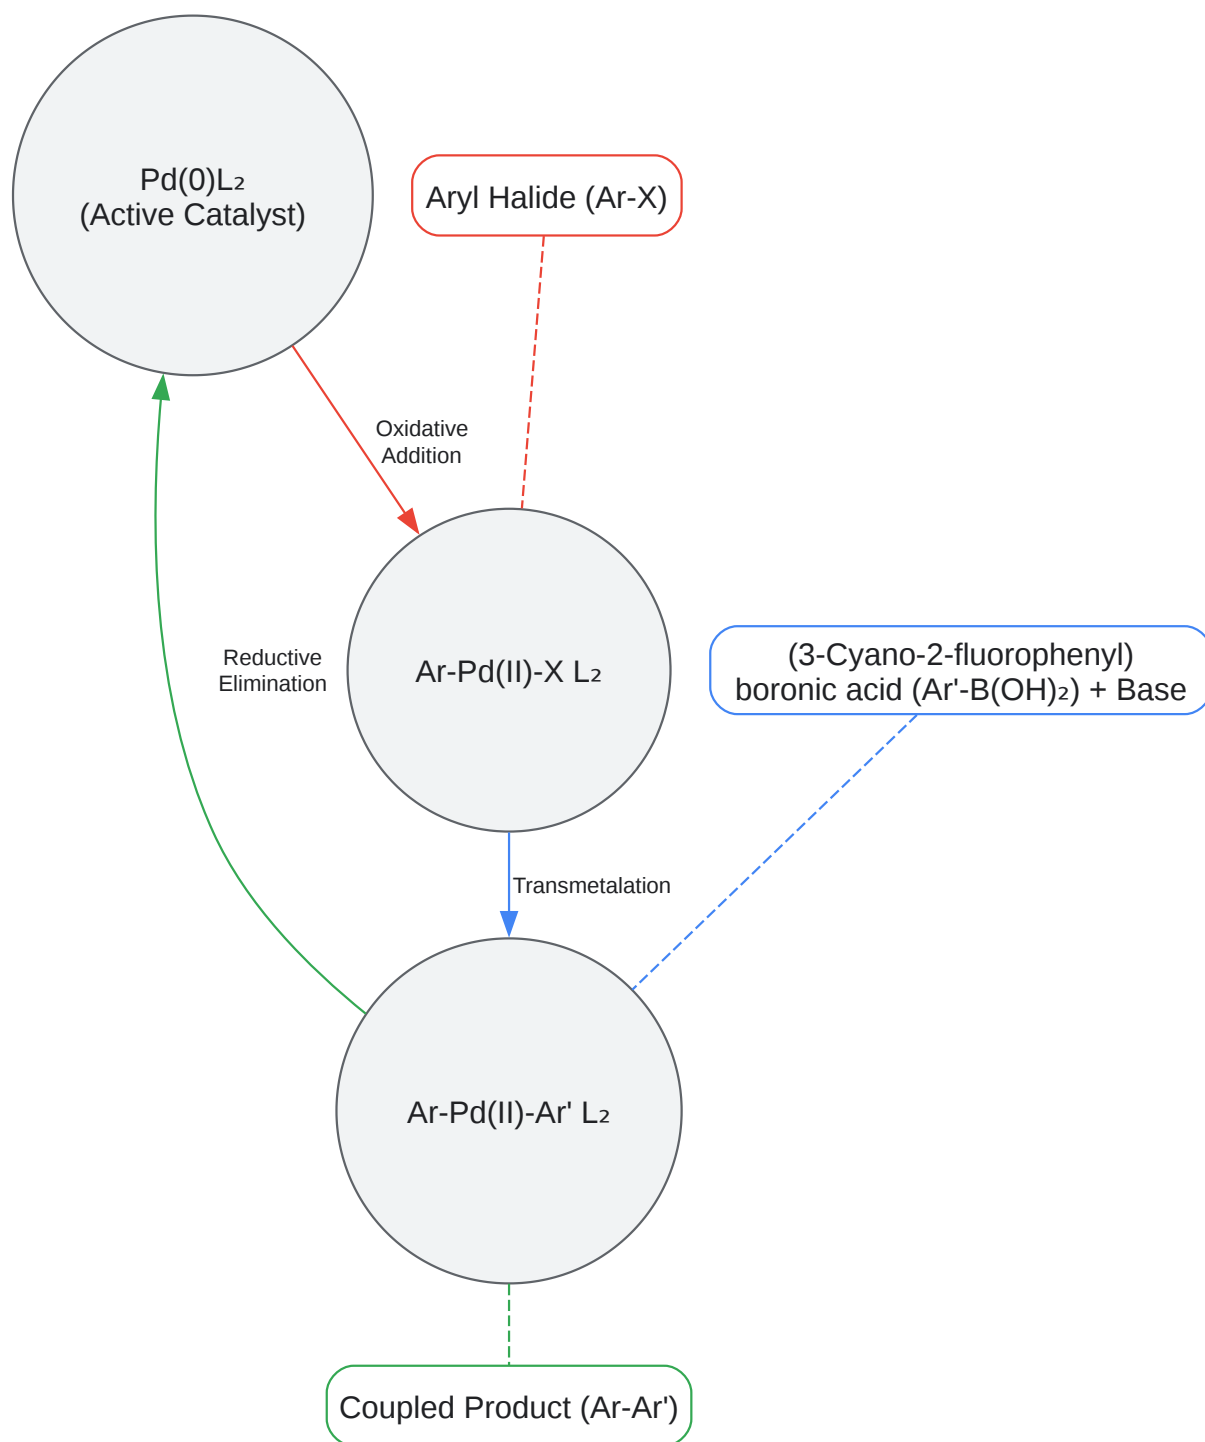 Pd(0)L₂
(Active Catalyst)
Aryl Halide (Ar-X)
Oxidative
Addition
Reductive
Elimination
Ar-Pd(II)-X L₂
(3-Cyano-2-fluorophenyl)
boronic acid (Ar'-B(OH)₂) + Base
Transmetalation
Ar-Pd(II)-Ar' L₂
Coupled Product (Ar-Ar')